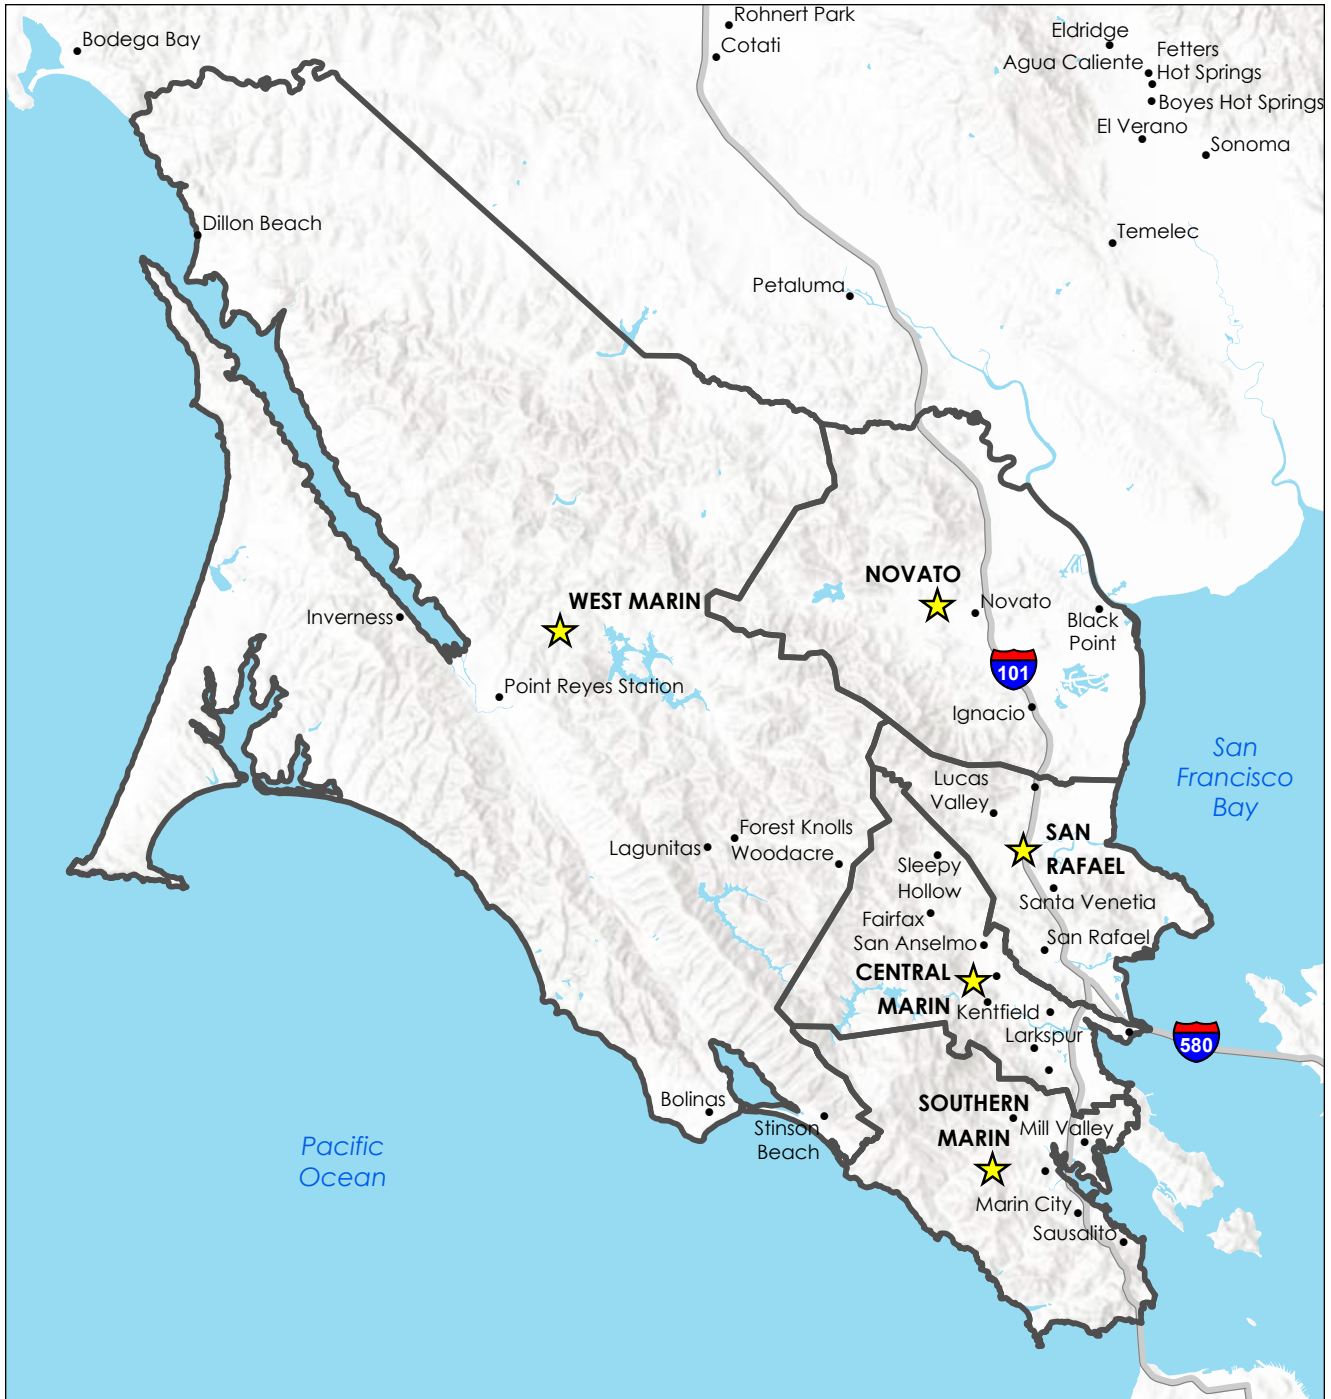 Rohnert Park
Cotati
Bodega Bay
Eldridge
Agua Caliente
Fetters
Hot Springs
Boyes Hot Springs
El Verano
Sonoma
Dillon Beach
Temelec
Petaluma
NOVATO
WEST MARIN
Novato
Inverness
Black
Point
101
Point Reyes Station
Ignacio
San
Francisco
Bay
Lucas
Valley
Forest Knolls
SAN
RAFAEL
Lagunitas
Woodacre
Sleepy
Hollow
Santa Venetia
Fairfax
San Anselmo
San Rafael
CENTRAL
MARIN
Kentfield
Larkspur
580
Bolinas
SOUTHERN
MARIN
Stinson
Beach
Mill Valley
Pacific
Ocean
Marin City
Sausalito